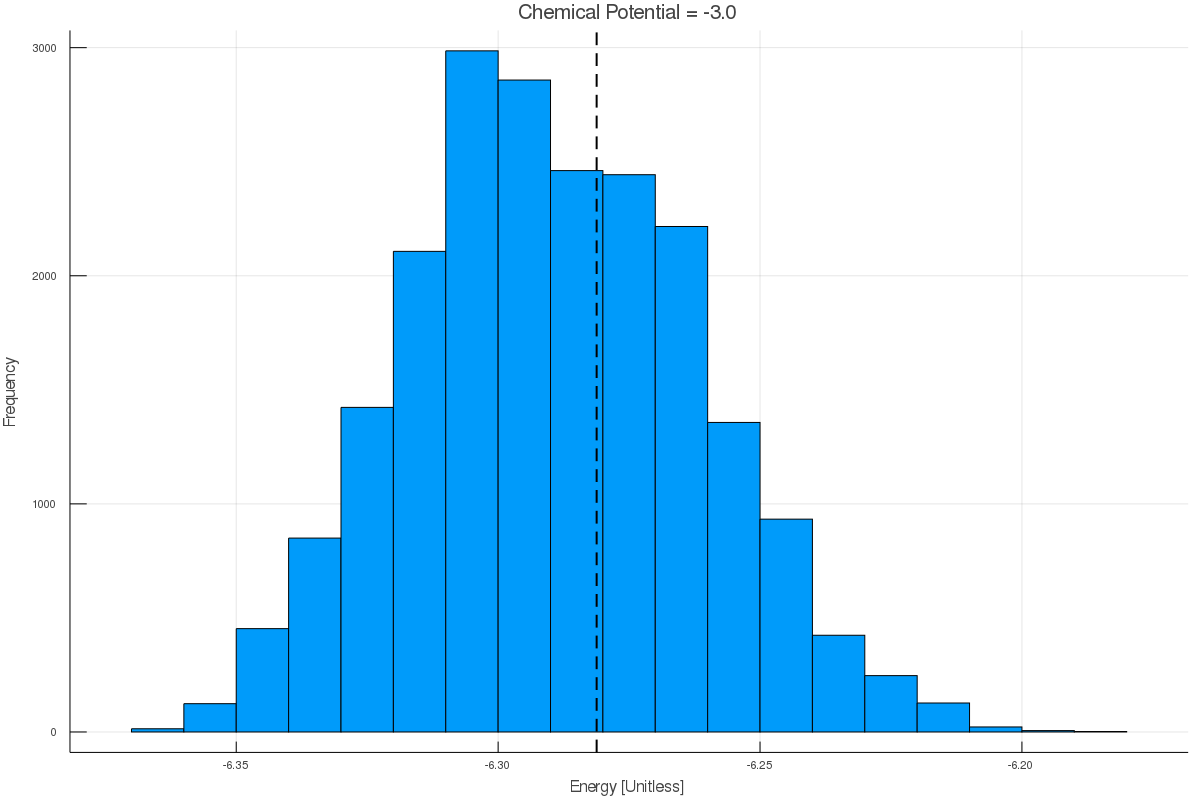 Chemical Potential = -3.0
3000
2000
1000
0
Frequency
-6.35
-6.30
-6.25
-6.20
Energy [Unitless]